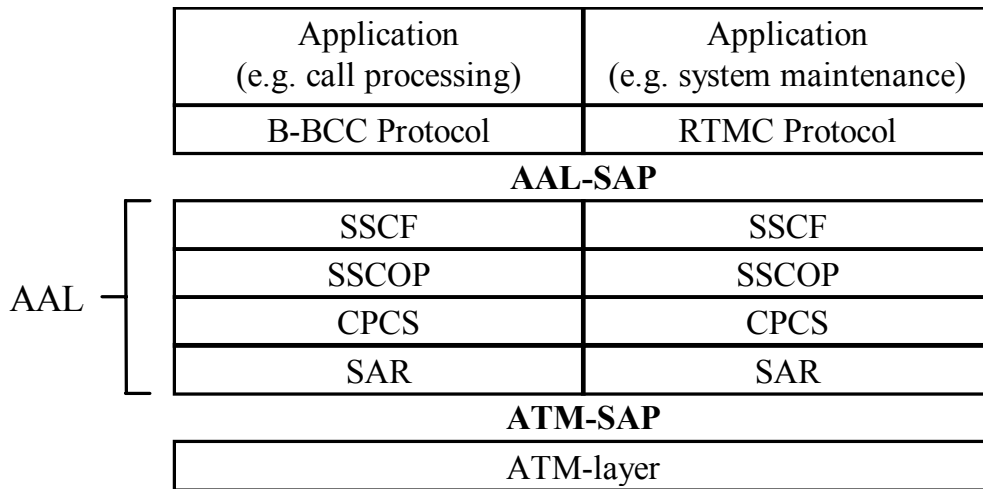 Application
(e.g. call processing)
Application
(e.g. system maintenance)
B-BCC Protocol
RTMC Protocol
AAL-SAP
AAL
SSCF
SSCF
SSCOP
SSCOP
CPCS
CPCS
SAR
SAR
ATM-SAP
ATM-layer